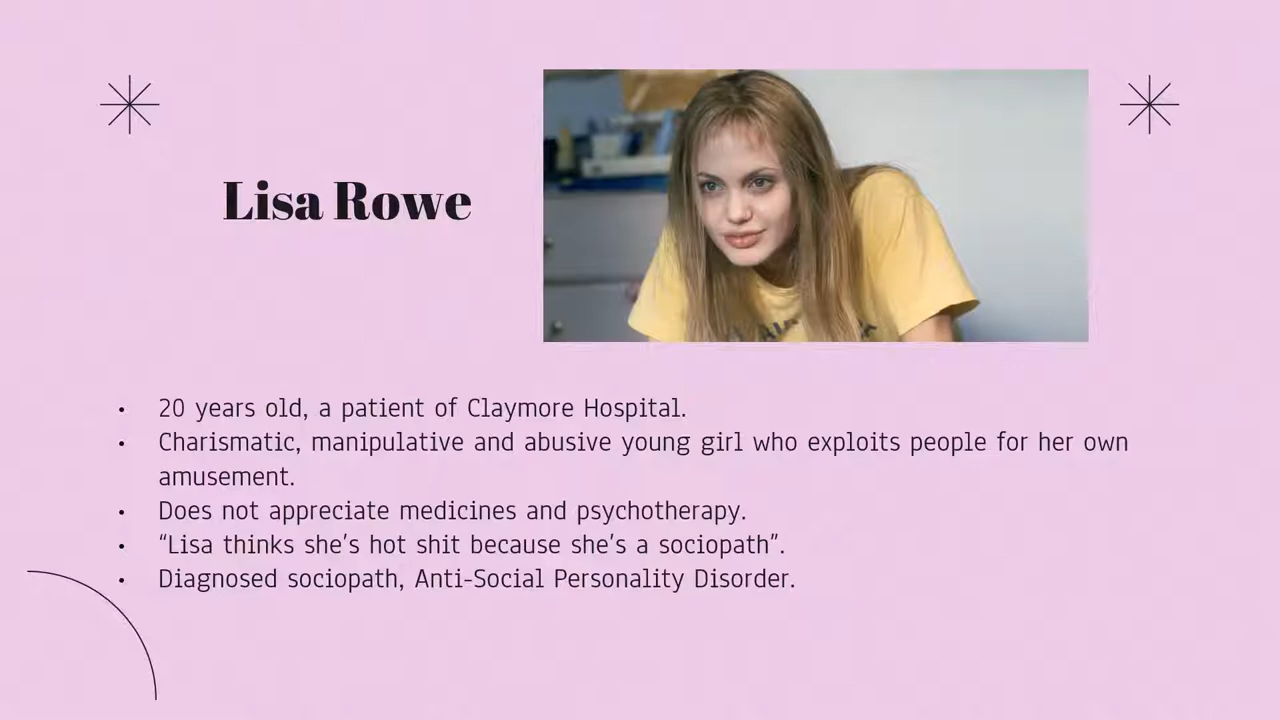 Lisa Rowe
• 20 years old, a patient of Claymore Hospital.
• Charismatic, manipulative and abusive young girl who exploits people for her own
amusement.
• Does not appreciate medicines and psychotherapy.
• “Lisa thinks she’s hot shit because she’s a sociopath”.
• Diagnosed sociopath, Anti-Social Personality Disorder.